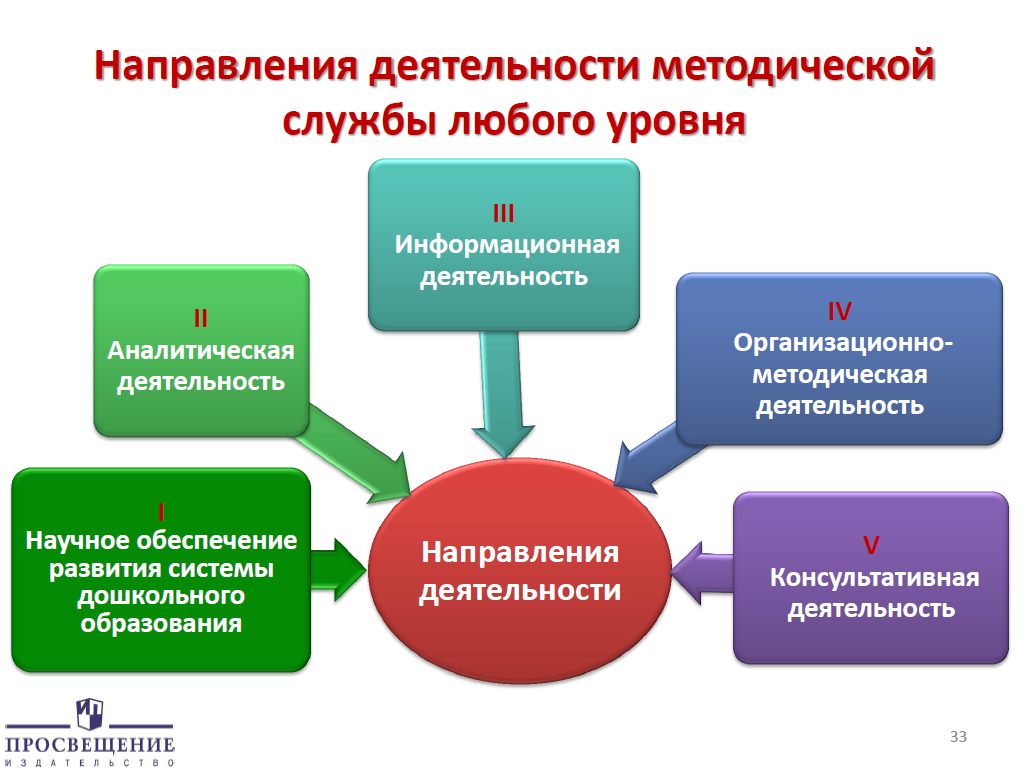 Направления деятельности методической
службы любого уровня
III
Информационная
деятельность
II
Аналитическая
деятельность
IV
Организационно-
методическая
деятельность
I
Научное обеспечение
развития системы
дошкольного
образования
Направления
деятельности
V
Консультативная
деятельность
ИП
ПРОСВЕЩЕНИЕ
ИЗДАТЕЛЬСТВО
33